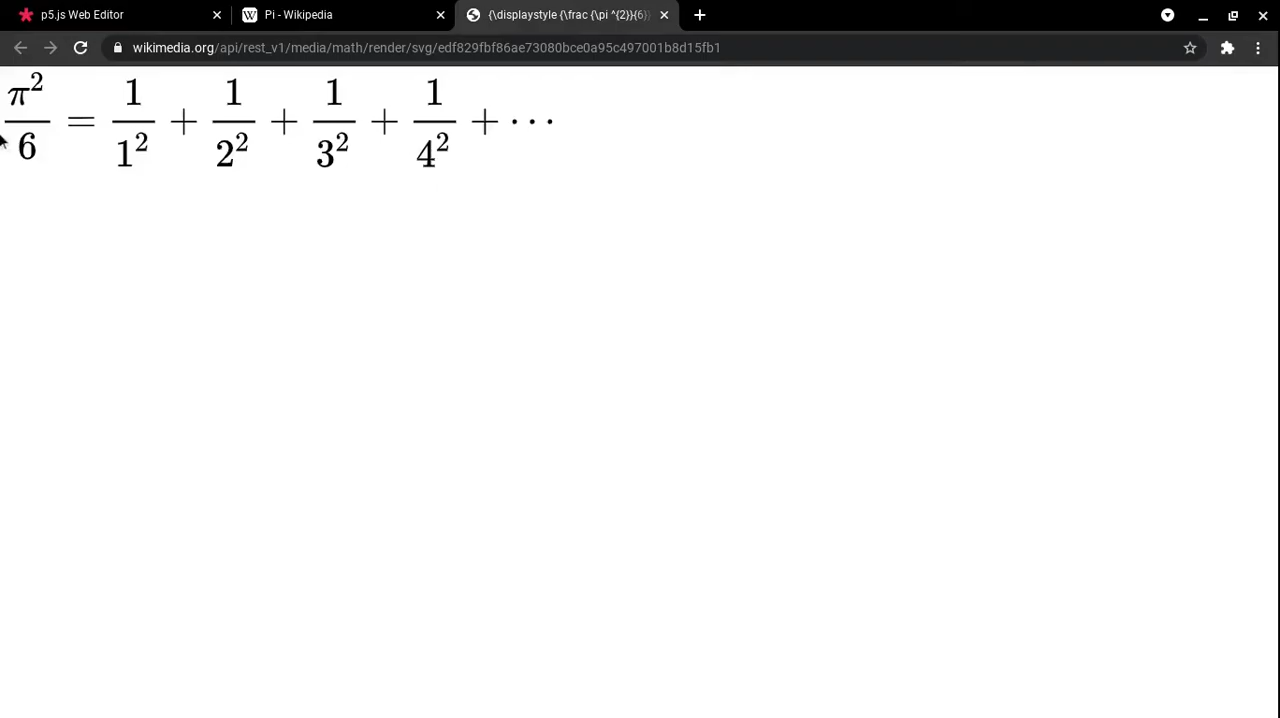 p5.js Web Editor
Pi - Wikipedia
{\displaystyle {\frac {\pi ^{2}}{6}}
wikimedia.org/api/rest_v1/media/math/render/svg/edf829fbf86ae73080bce0a95c497001b8d15fb1
π²/6 = 1/1² + 1/2² + 1/3² + 1/4² + ⋯